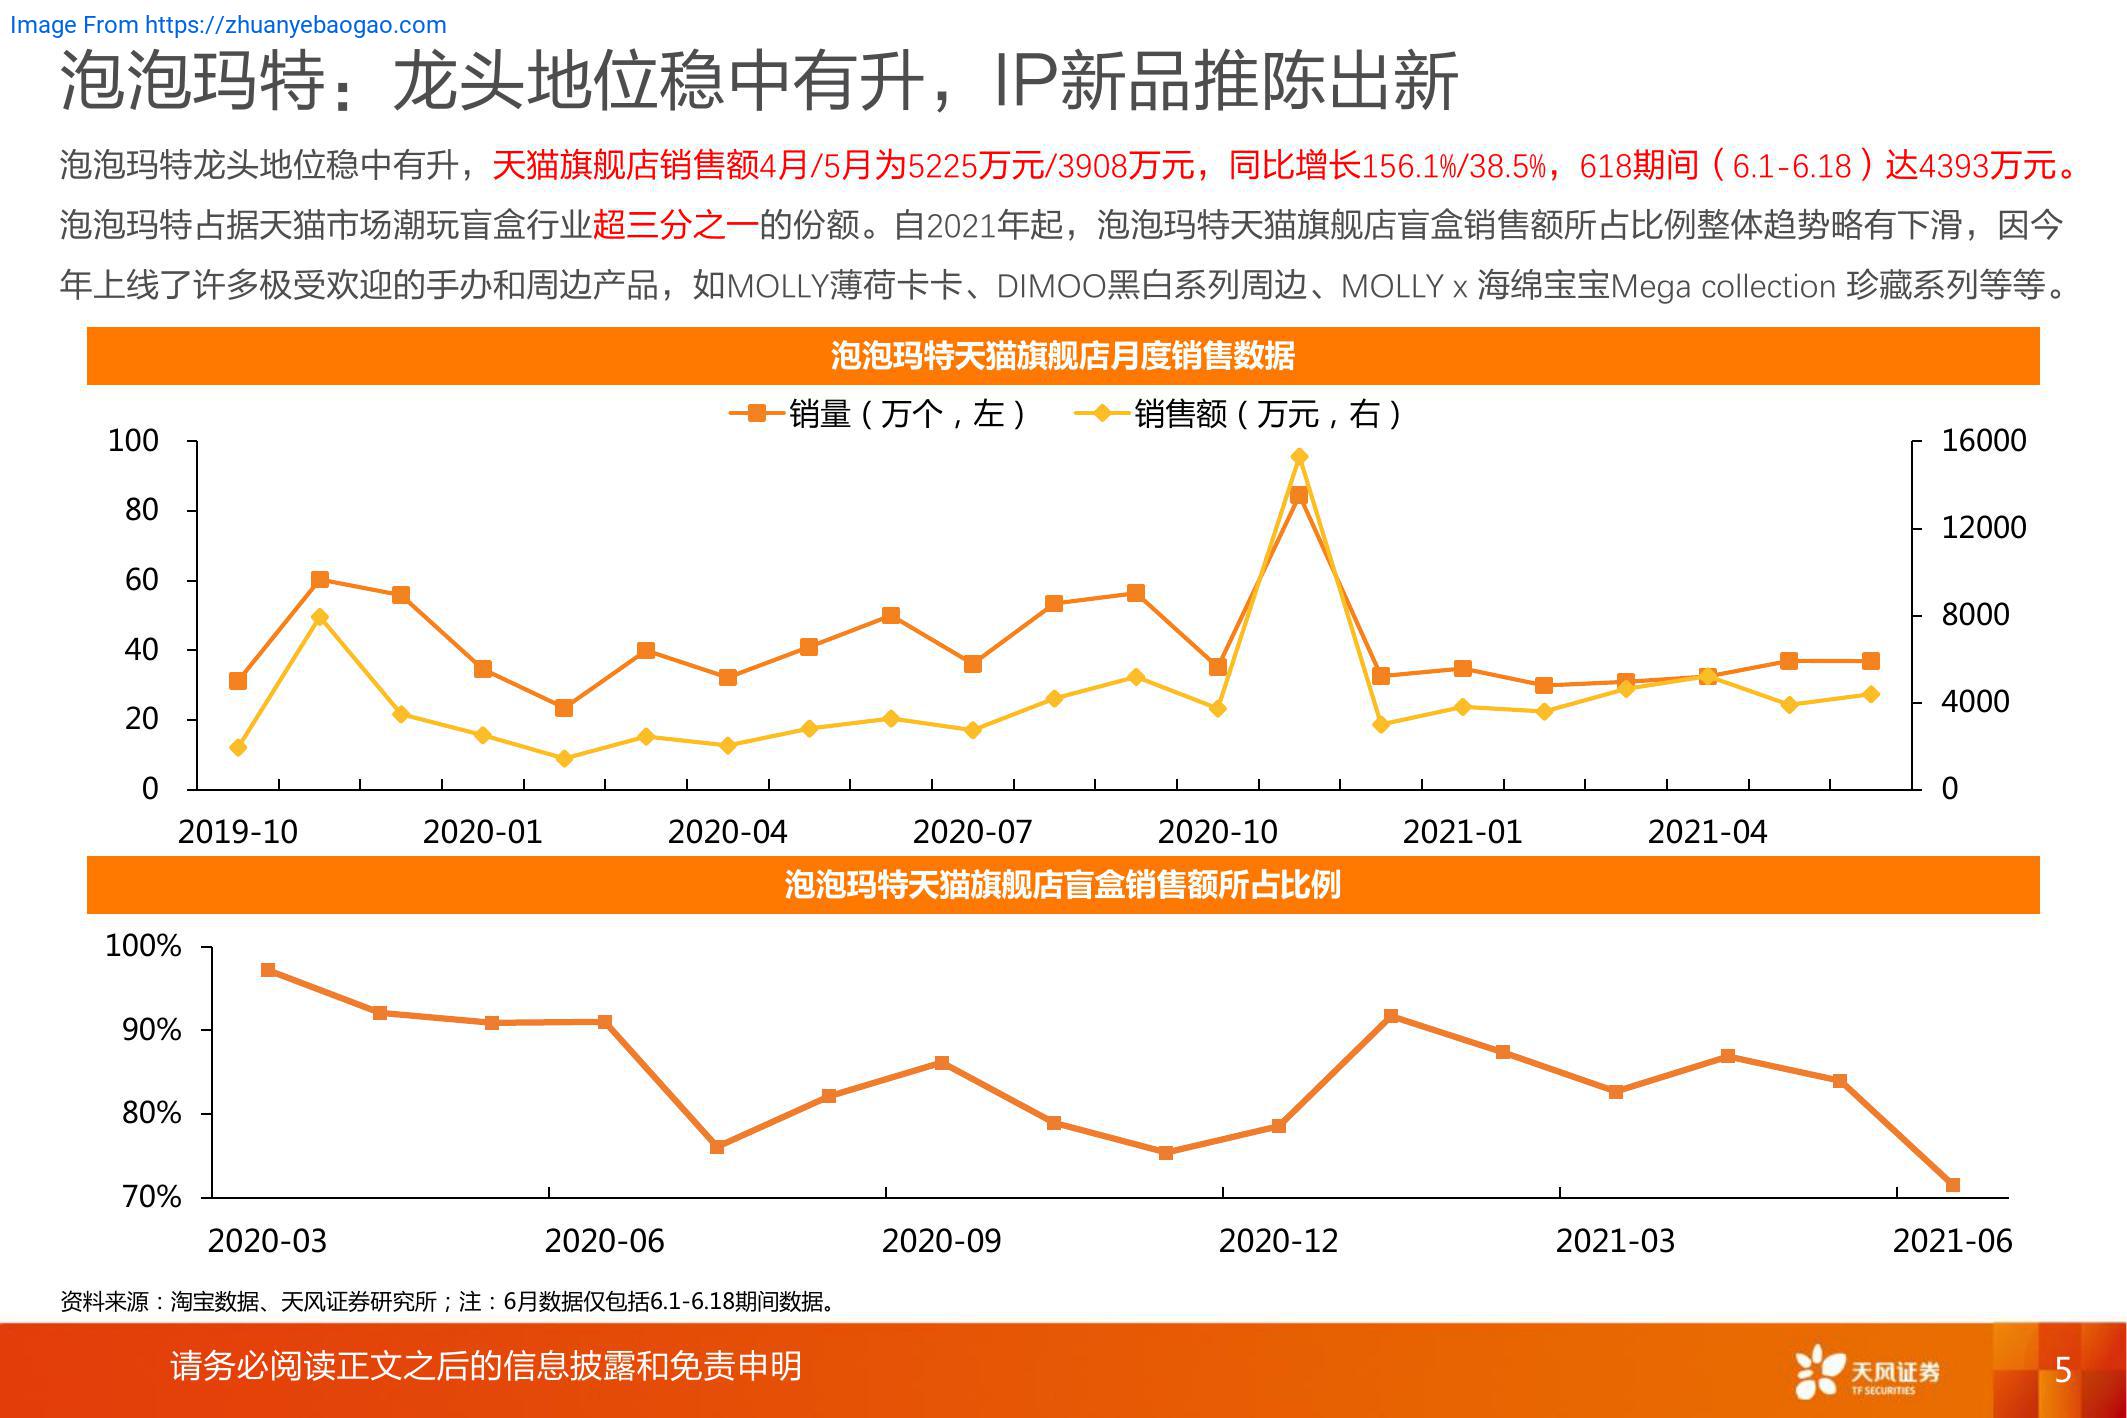 Image From https://zhuanyebaogao.com
泡泡玛特：龙头地位稳中有升，IP新品推陈出新
泡泡玛特龙头地位稳中有升，天猫旗舰店销售额4月/5月为5225万元/3908万元，同比增长156.1%/38.5%，618期间（6.1-6.18）达4393万元。
泡泡玛特占据天猫市场潮玩盲盒行业超三分之一的份额。自2021年起，泡泡玛特天猫旗舰店盲盒销售额所占比例整体趋势略有下滑，因今
年上线了许多极受欢迎的手办和周边产品，如MOLLY薄荷卡卡、DIMOO黑白系列周边、MOLLY x 海绵宝宝Mega collection 珍藏系列等等。
泡泡玛特天猫旗舰店月度销售数据
销量（万个，左） 销售额（万元，右）
100 16000
80 12000
60 8000
40 4000
20 0
0
2019-10 2020-01 2020-04 2020-07 2020-10 2021-01 2021-04
泡泡玛特天猫旗舰店盲盒销售额所占比例
100%
90%
80%
70%
2020-03 2020-06 2020-09 2020-12 2021-03 2021-06
资料来源：淘宝数据、天风证券研究所；注：6月数据仅包括6.1-6.18期间数据。
请务必阅读正文之后的信息披露和免责申明
天风证券
TF SECURITIES
5